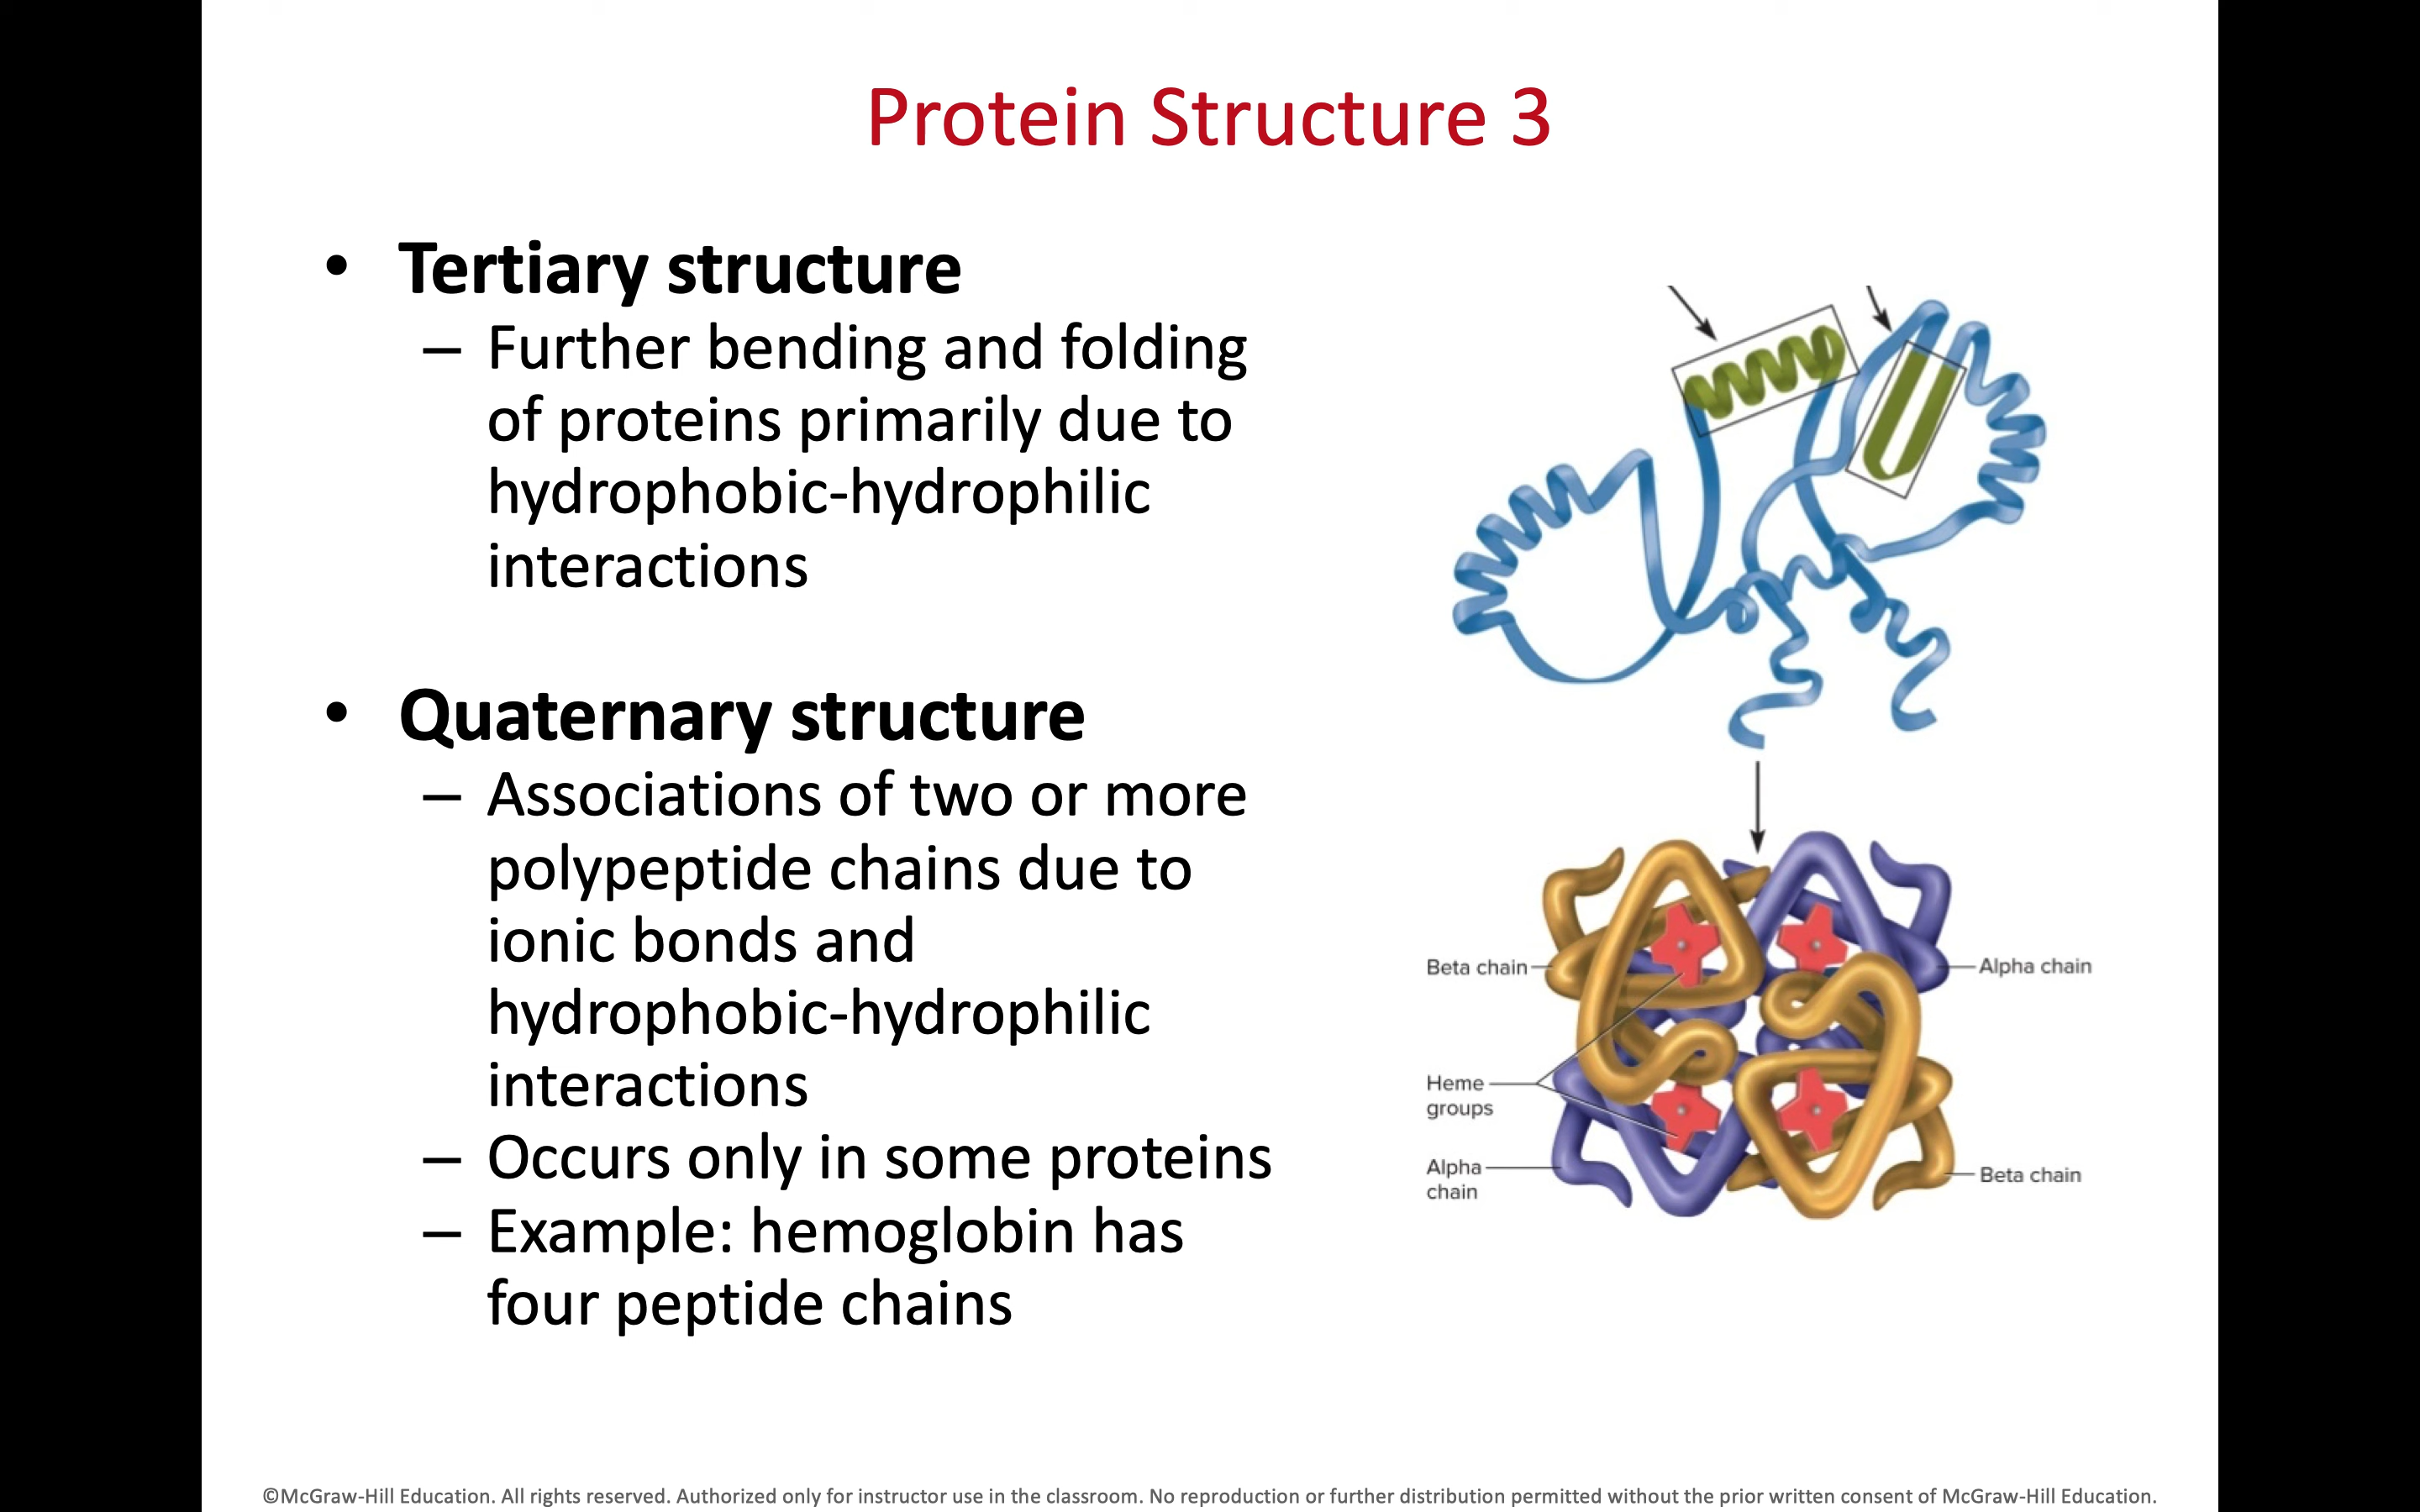 Protein Structure 3
• Tertiary structure
– Further bending and folding
of proteins primarily due to
hydrophobic-hydrophilic
interactions
• Quaternary structure
– Associations of two or more
polypeptide chains due to
ionic bonds and
hydrophobic-hydrophilic
interactions
– Occurs only in some proteins
– Example: hemoglobin has
four peptide chains
Beta chain
Alpha chain
Heme
groups
Alpha
chain
Beta chain
©McGraw-Hill Education. All rights reserved. Authorized only for instructor use in the classroom. No reproduction or further distribution permitted without the prior written consent of McGraw-Hill Education.